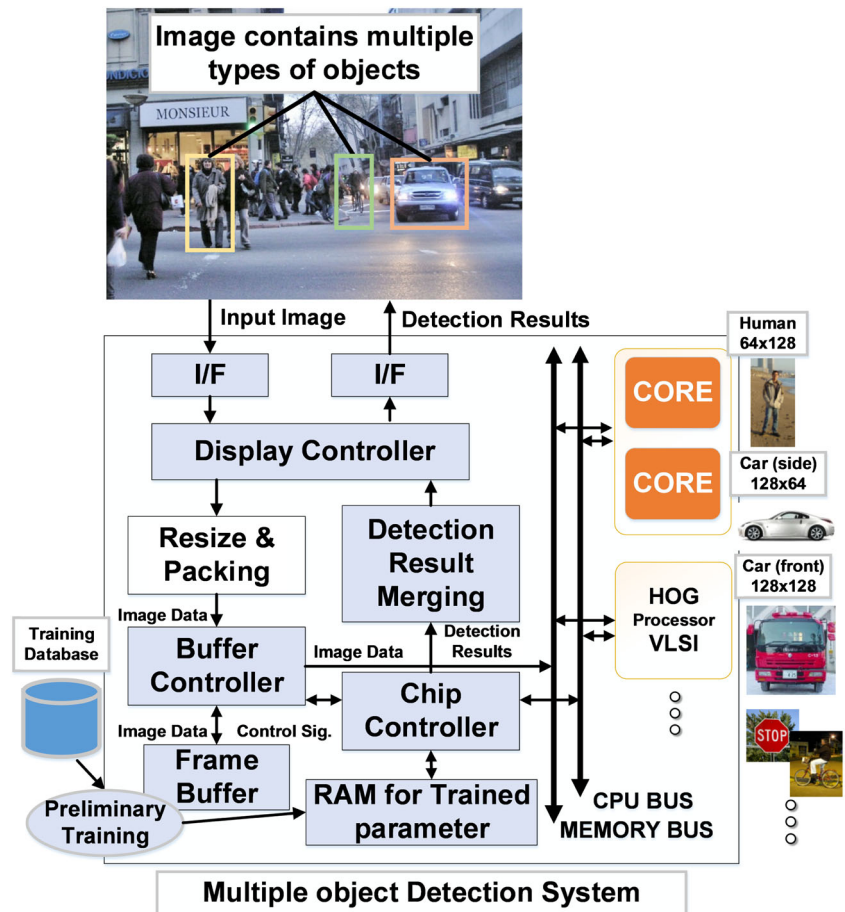 Image contains multiple
types of objects
MONSIEUR
Input Image
Detection Results
Human
64x128
I/F
I/F
CORE
Display Controller
Car (side)
128x64
CORE
Resize &
Packing
Detection
Result
Merging
Car (front)
128x128
HOG
Processor
VLSI
Image Data
Training
Database
Buffer
Controller
Image Data
Detection
Results
Chip
Controller
Image Data
Control Sig.
STOP
Frame
Buffer
Preliminary
Training
RAM for Trained
parameter
CPU BUS
MEMORY BUS
Multiple object Detection System